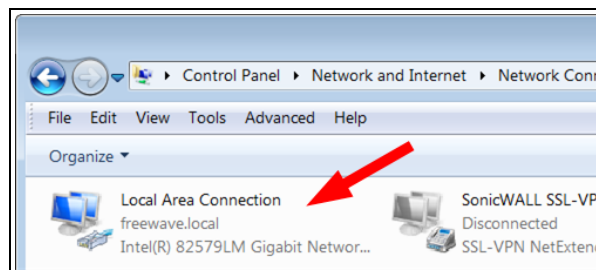 Control Panel Network and Internet Network Conn
File Edit View Tools Advanced Help
Organize
Local Area Connection
freewave.local
Intel(R) 82579LM Gigabit Networ...
SonicWALL SSL-VP
Disconnected
SSL-VPN NetExten